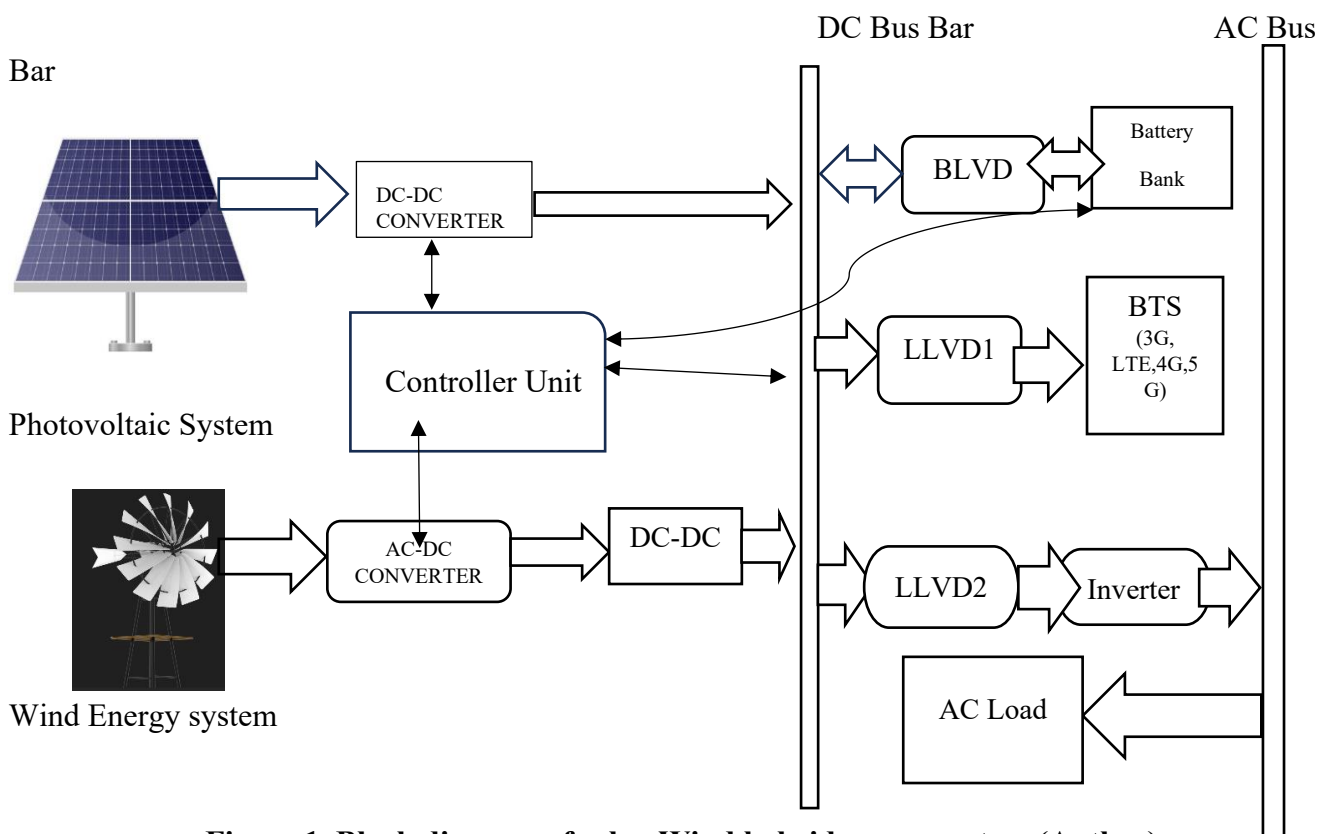 DC Bus Bar
AC Bus
Bar
DC-DC
CONVERTER
BLVD
Battery
Bank
Controller Unit
LLVD1
BTS
(3G,
LTE,4G,5
G)
Photovoltaic System
AC-DC
CONVERTER
DC-DC
LLVD2
Inverter
Wind Energy system
AC Load